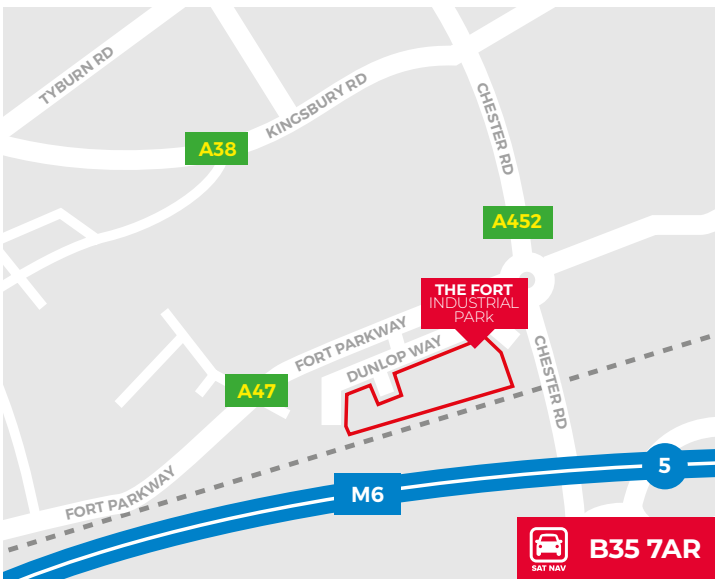 TYBURN RD
KINGSBURY RD
CHESTER RD
A38
A452
THE FORT
INDUSTRIAL
PARK
FORT PARKWAY
DUNLOP WAY
CHESTER RD
A47
5
FORT PARKWAY
M6
SAT NAV
B35 7AR